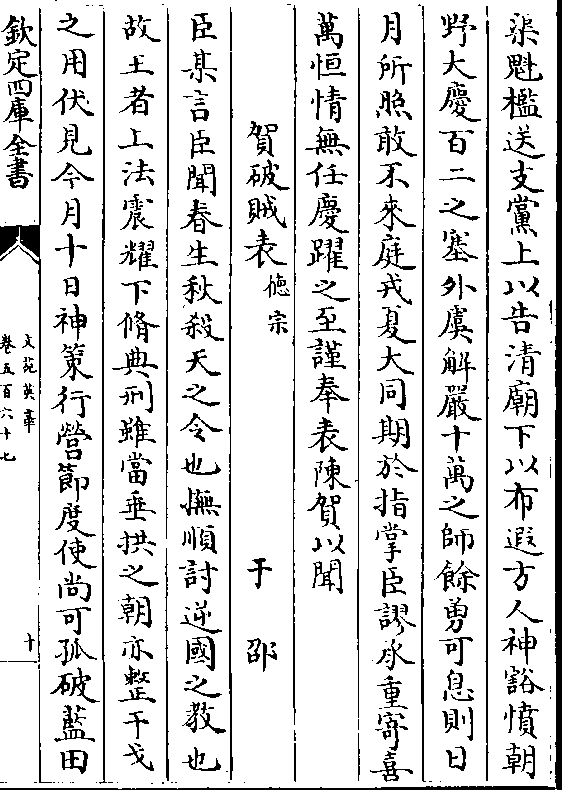 渠魁檻送支黨上以告清廟下以布遐方人神豁憤朝
野大慶百二之塞外虞解嚴十萬之師餘勇可息則日
月所照敢不來庭戎夏大同期於指掌臣謬承重寄喜
萬恒情無任慶躍之至謹奉表陳賀以聞
賀破賊表 徳宗 于邵
臣某言臣聞春生秋殺天之令也撫順討逆國之教也
故王者上法震耀下脩典刑雖當垂拱之朝亦整干戈
之用伏見今月十日神策行營節度使尚可孤破藍田
欽定四庫全書
文苑英華
卷五百六十七
十